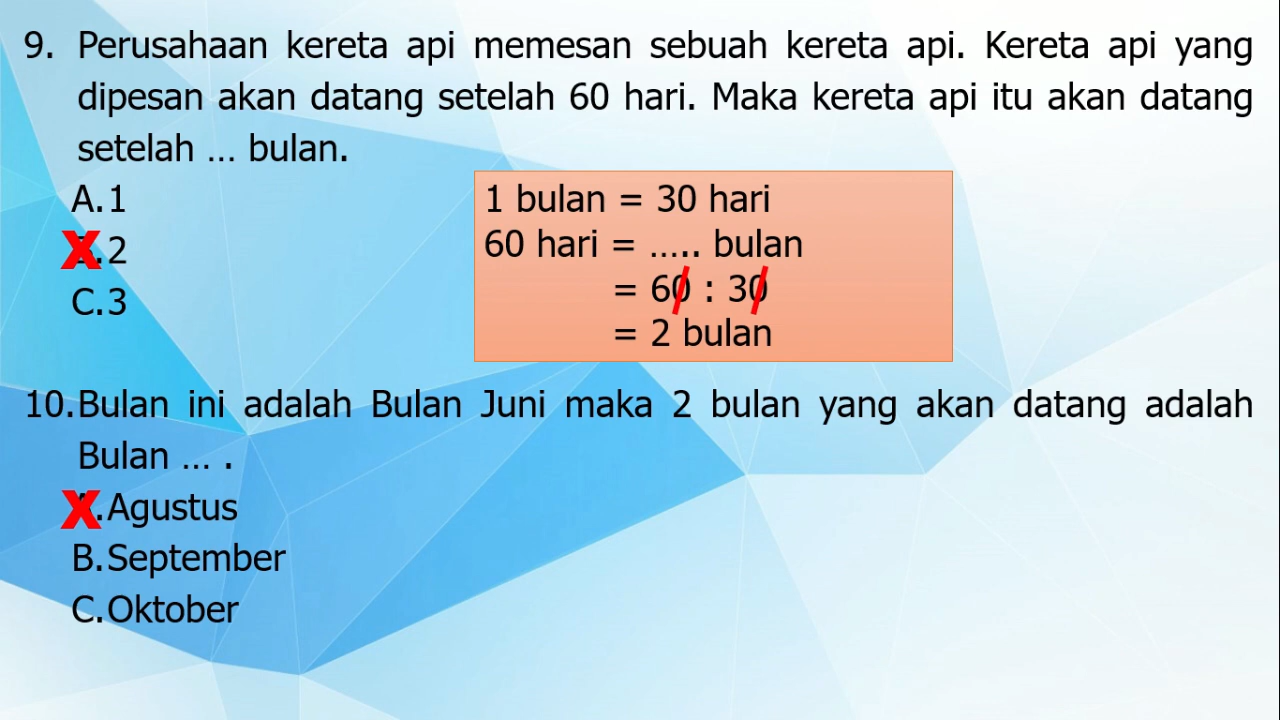 9. Perusahaan kereta api memesan sebuah kereta api. Kereta api yang
dipesan akan datang setelah 60 hari. Maka kereta api itu akan datang
setelah … bulan.
A. 1
X. 2
C. 3
1 bulan = 30 hari
60 hari = ….. bulan
= 60 : 30
= 2 bulan
10. Bulan ini adalah Bulan Juni maka 2 bulan yang akan datang adalah
Bulan … .
X. Agustus
B. September
C. Oktober